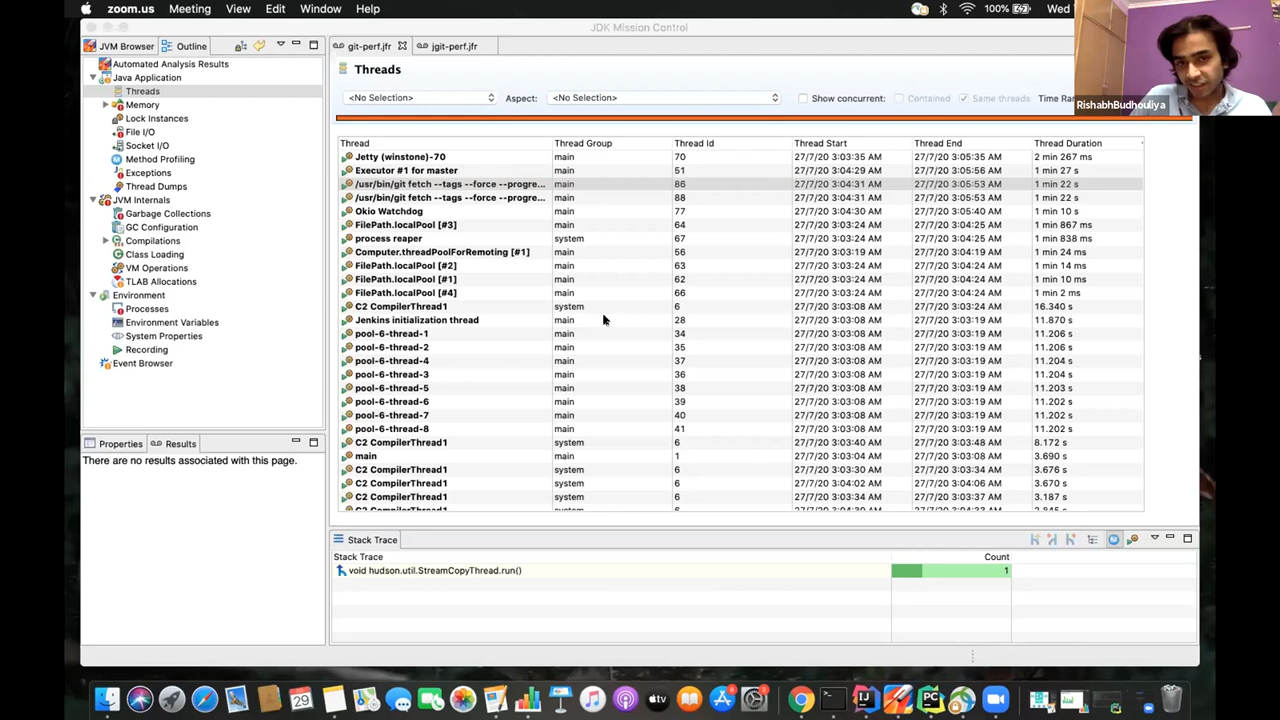 zoom.us Meeting View Edit Window Help 100% Wed
JDK Mission Control
JVM Browser Outline
git-perf.jfr jgit-perf.jfr
Automated Analysis Results
Java Application
Threads
Memory
Lock Instances
File I/O
Socket I/O
Method Profiling
Exceptions
Thread Dumps
JVM Internals
Garbage Collections
GC Configuration
Compilations
Class Loading
VM Operations
TLAB Allocations
Environment
Processes
Environment Variables
System Properties
Recording
Event Browser
Properties Results
There are no results associated with this page.
Threads
<No Selection> Aspect: <No Selection> Show concurrent: Contained Same threads Time Ran
RishabhBudhouliya
Thread Thread Group Thread Id Thread Start Thread End Thread Duration
Jetty (winstone)-70 main 70 27/7/20 3:03:35 AM 27/7/20 3:05:35 AM 2 min 267 ms
Executor #1 for master main 51 27/7/20 3:04:29 AM 27/7/20 3:05:56 AM 1 min 27 s
/usr/bin/git fetch --tags --force --progre... main 86 27/7/20 3:04:31 AM 27/7/20 3:05:53 AM 1 min 22 s
/usr/bin/git fetch --tags --force --progre... main 88 27/7/20 3:04:31 AM 27/7/20 3:05:53 AM 1 min 22 s
Okio Watchdog main 77 27/7/20 3:04:30 AM 27/7/20 3:05:40 AM 1 min 10 s
FilePath.localPool [#3] main 64 27/7/20 3:03:24 AM 27/7/20 3:04:25 AM 1 min 867 ms
process reaper system 67 27/7/20 3:03:24 AM 27/7/20 3:04:25 AM 1 min 838 ms
Computer.threadPoolForRemoting [#1] main 56 27/7/20 3:03:19 AM 27/7/20 3:04:19 AM 1 min 24 ms
FilePath.localPool [#2] main 63 27/7/20 3:03:24 AM 27/7/20 3:04:24 AM 1 min 14 ms
FilePath.localPool [#1] main 62 27/7/20 3:03:24 AM 27/7/20 3:04:24 AM 1 min 10 ms
FilePath.localPool [#4] main 66 27/7/20 3:03:24 AM 27/7/20 3:04:24 AM 1 min 2 ms
C2 CompilerThread1 system 6 27/7/20 3:03:08 AM 27/7/20 3:03:24 AM 16.340 s
Jenkins initialization thread main 28 27/7/20 3:03:08 AM 27/7/20 3:03:19 AM 11.670 s
pool-6-thread-1 main 34 27/7/20 3:03:08 AM 27/7/20 3:03:19 AM 11.206 s
pool-6-thread-2 main 35 27/7/20 3:03:08 AM 27/7/20 3:03:19 AM 11.206 s
pool-6-thread-4 main 37 27/7/20 3:03:08 AM 27/7/20 3:03:19 AM 11.204 s
pool-6-thread-3 main 36 27/7/20 3:03:08 AM 27/7/20 3:03:19 AM 11.204 s
pool-6-thread-5 main 38 27/7/20 3:03:08 AM 27/7/20 3:03:19 AM 11.203 s
pool-6-thread-6 main 39 27/7/20 3:03:08 AM 27/7/20 3:03:19 AM 11.202 s
pool-6-thread-7 main 40 27/7/20 3:03:08 AM 27/7/20 3:03:19 AM 11.202 s
pool-6-thread-8 main 41 27/7/20 3:03:08 AM 27/7/20 3:03:19 AM 11.202 s
C2 CompilerThread1 system 6 27/7/20 3:03:40 AM 27/7/20 3:03:48 AM 8.172 s
main main 1 27/7/20 3:03:04 AM 27/7/20 3:03:08 AM 3.690 s
C2 CompilerThread1 system 6 27/7/20 3:03:30 AM 27/7/20 3:03:34 AM 3.676 s
C2 CompilerThread1 system 6 27/7/20 3:04:02 AM 27/7/20 3:04:06 AM 3.670 s
C2 CompilerThread1 system 6 27/7/20 3:03:34 AM 27/7/20 3:03:37 AM 3.187 s
C2 CompilerThread1 system 6
Stack Trace
Stack Trace Count
void hudson.util.StreamCopyThread.run() 1